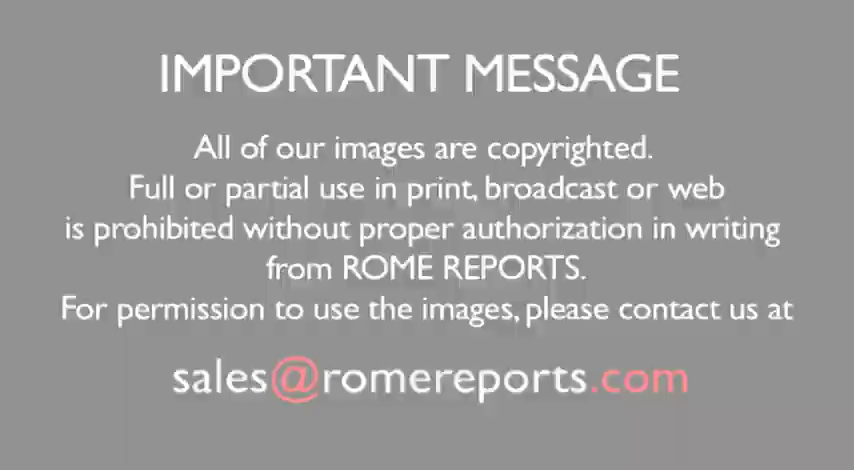 IMPORTANT MESSAGE
All of our images are copyrighted.
Full or partial use in print, broadcast or web
is prohibited without proper authorization in writing
from ROME REPORTS.
For permission to use the images, please contact us at
sales@romereports.com